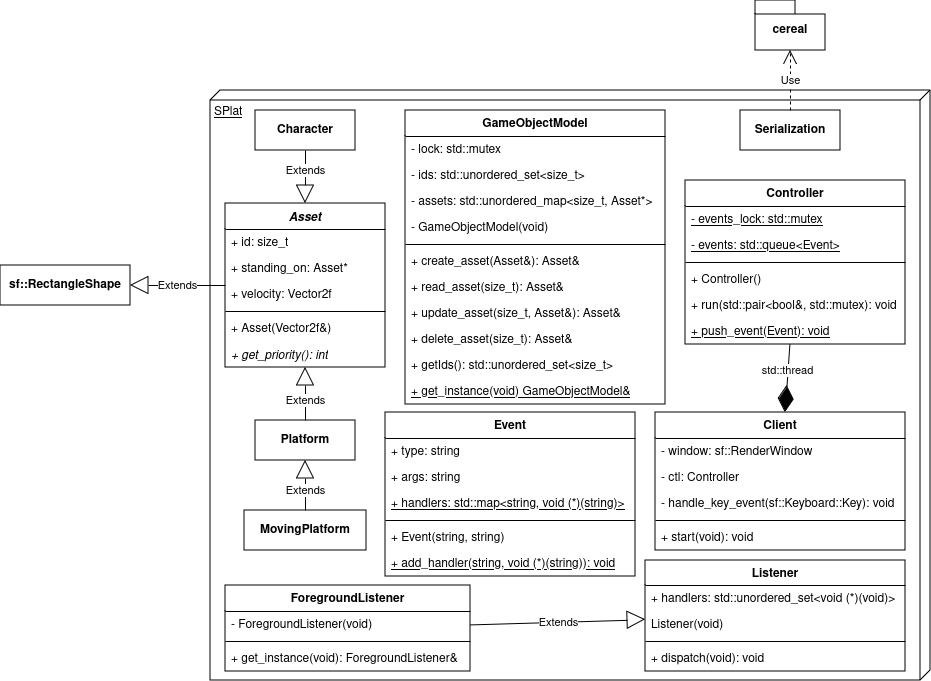 cereal
Use
SPlat
Character
Extends
Asset
+ id: size_t
+ standing_on: Asset*
+ velocity: Vector2f
+ Asset(Vector2f&)
+ get_priority(): int
sf::RectangleShape
Extends
Extends
Platform
Extends
MovingPlatform
GameObjectModel
- lock: std::mutex
- ids: std::unordered_set<size_t>
- assets: std::unordered_map<size_t, Asset*>
- GameObjectModel(void)
+ create_asset(Asset&): Asset&
+ read_asset(size_t): Asset&
+ update_asset(size_t, Asset&): Asset&
+ delete_asset(size_t): Asset&
+ getIds(): std::unordered_set<size_t>
+ get_instance(void) GameObjectModel&
Serialization
Controller
- events_lock: std::mutex
- events: std::queue<Event>
+ Controller()
+ run(std::pair<bool&, std::mutex): void
+ push_event(Event): void
std::thread
Event
+ type: string
+ args: string
+ handlers: std::map<string, void (*)(string)>
+ Event(string, string)
+ add_handler(string, void (*)(string)): void
Client
- window: sf::RenderWindow
- ctl: Controller
- handle_key_event(sf::Keyboard::Key): void
+ start(void): void
ForegroundListener
- ForegroundListener(void)
+ get_instance(void): ForegroundListener&
Extends
Listener
+ handlers: std::unordered_set<void (*)(void)>
Listener(void)
+ dispatch(void): void